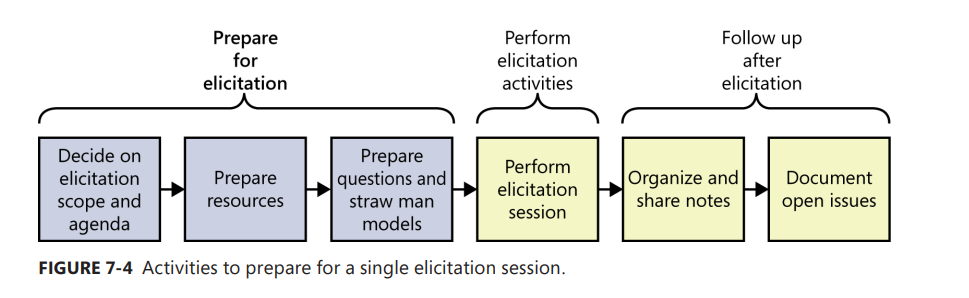 Prepare
for
elicitation
Perform
elicitation
activities
Follow up
after
elicitation
Decide on
elicitation
scope and
agenda
Prepare
resources
Prepare
questions and
straw man
models
Perform
elicitation
session
Organize and
share notes
Document
open issues
FIGURE 7-4 Activities to prepare for a single elicitation session.